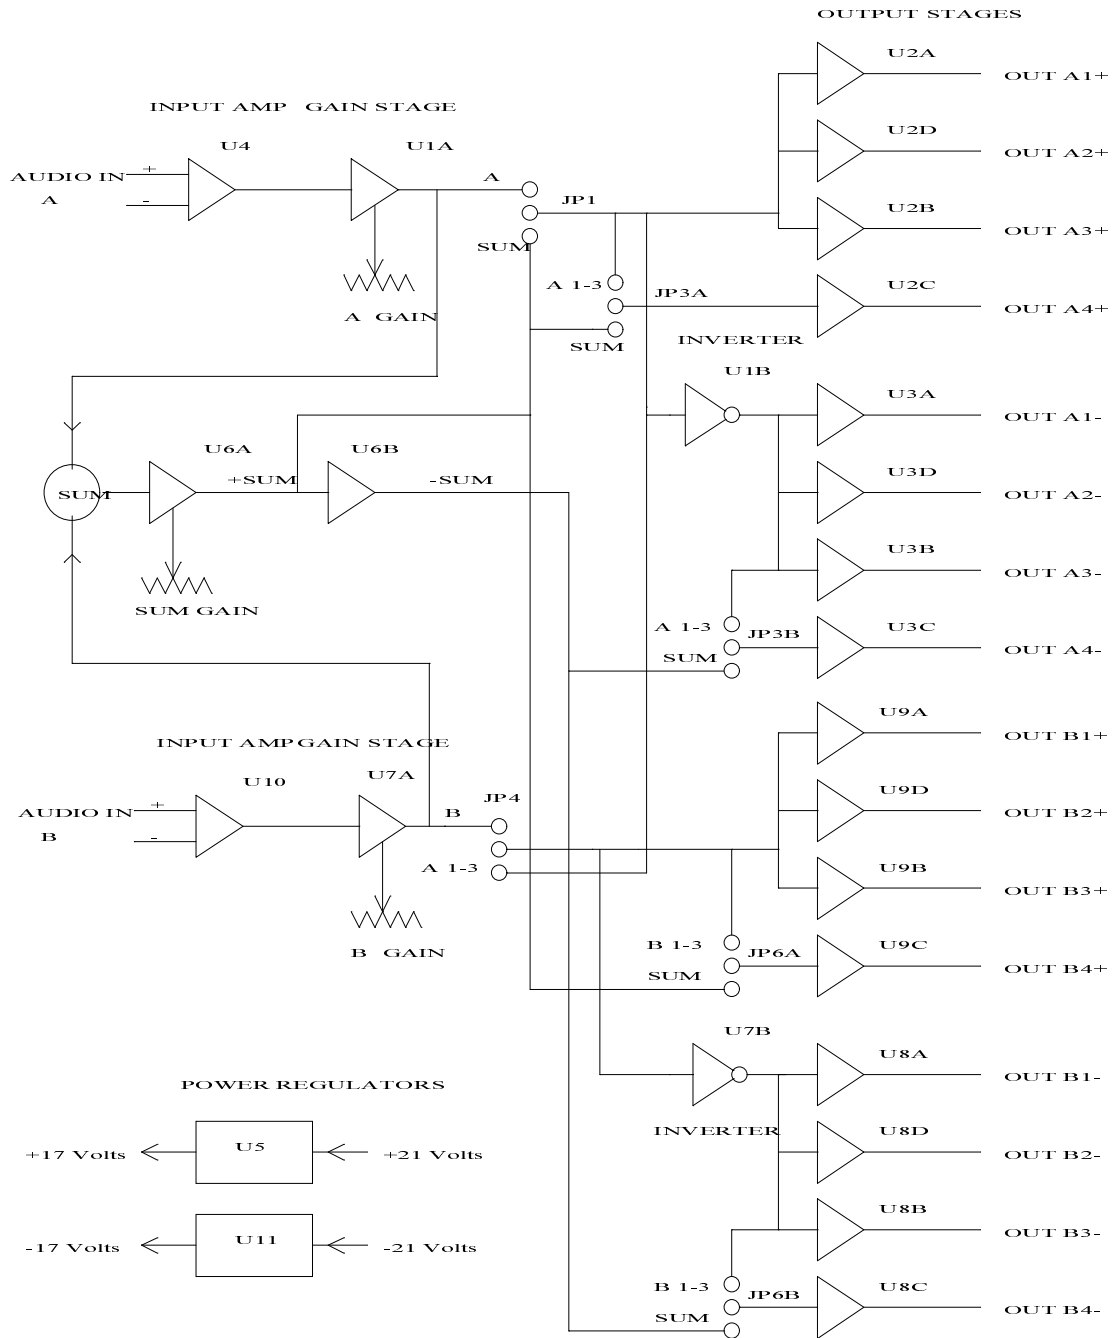 OUTPUT STAGES
U2A
OUT A1+
INPUT AMP GAIN STAGE
U4
U1A
U2D
OUT A2+
AUDIO IN
+
A
-
A
JP1
SUM
U2B
OUT A3+
A 1-3
JP3A
U2C
OUT A4+
A GAIN
SUM
INVERTER
U1B
U3A
OUT A1-
U6A
U6B
SUM
+SUM
-SUM
U3D
OUT A2-
U3B
OUT A3-
SUM GAIN
A 1-3
JP3B
SUM
U3C
OUT A4-
U9A
OUT B1+
INPUT AMP GAIN STAGE
U10
U7A
JP4
U9D
OUT B2+
AUDIO IN
+
B
-
B
A 1-3
U9B
OUT B3+
B GAIN
B 1-3
JP6A
SUM
U9C
OUT B4+
U7B
INVERTER
U8A
OUT B1-
POWER REGULATORS
+17 Volts
U5
+21 Volts
U8D
OUT B2-
-17 Volts
U11
-21 Volts
U8B
OUT B3-
B 1-3
JP6B
SUM
U8C
OUT B4-